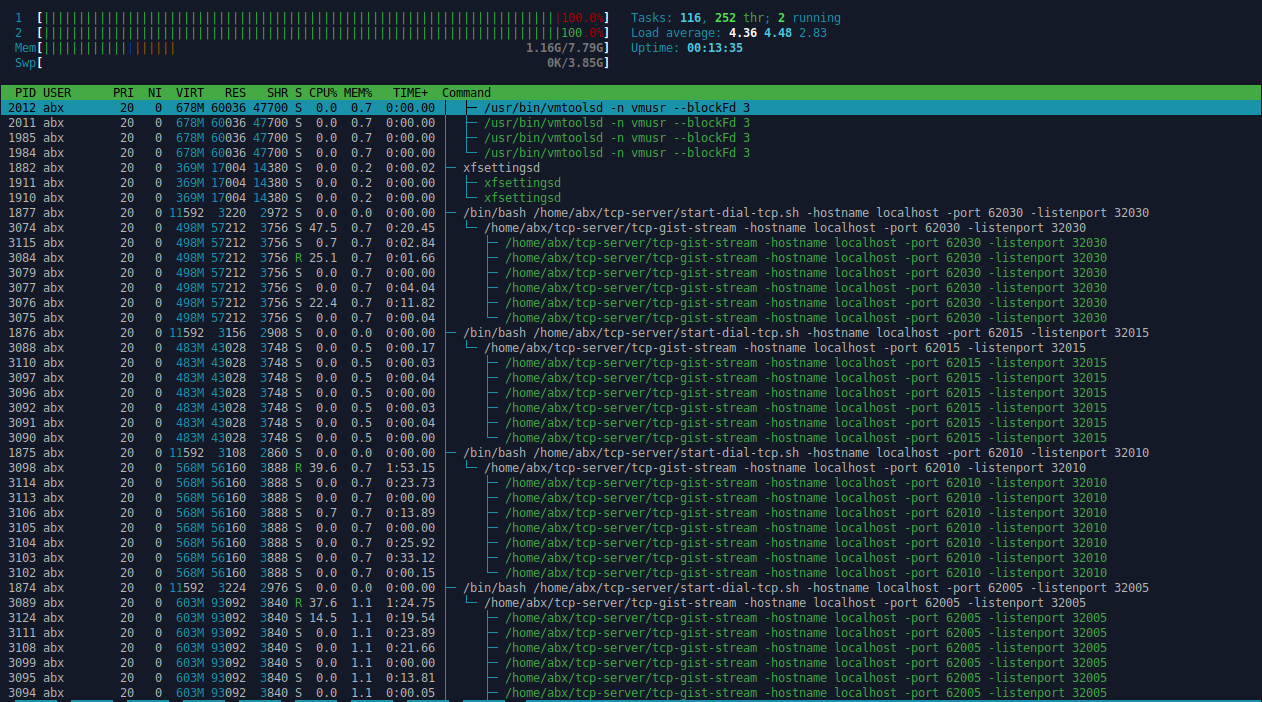 1 [100.0%] Tasks: 116, 252 thr; 2 running
2 [100.0%] Load average: 4.36 4.48 2.83
Mem[1.16G/7.79G] Uptime: 00:13:35
Swp[0K/3.85G]
PID USER PRI NI VIRT RES SHR S CPU% MEM% TIME+ Command
2012 abx 20 0 678M 60036 47700 S 0.0 0.7 0:00.00 /usr/bin/vmtoolsd -n vmusr --blockFd 3
2011 abx 20 0 678M 60036 47700 S 0.0 0.7 0:00.00 /usr/bin/vmtoolsd -n vmusr --blockFd 3
1985 abx 20 0 678M 60036 47700 S 0.0 0.7 0:00.00 /usr/bin/vmtoolsd -n vmusr --blockFd 3
1984 abx 20 0 678M 60036 47700 S 0.0 0.7 0:00.00 /usr/bin/vmtoolsd -n vmusr --blockFd 3
1882 abx 20 0 369M 17004 14380 S 0.0 0.2 0:00.02 xfsettingsd
1911 abx 20 0 369M 17004 14380 S 0.0 0.2 0:00.00 xfsettingsd
1910 abx 20 0 369M 17004 14380 S 0.0 0.2 0:00.00 xfsettingsd
1877 abx 20 0 11592 3220 2972 S 0.0 0.0 0:00.00 /bin/bash /home/abx/tcp-server/start-dial-tcp.sh -hostname localhost -port 62030 -listenport 32030
3074 abx 20 0 498M 57212 3756 S 47.5 0.7 0:20.45 /home/abx/tcp-server/tcp-gist-stream -hostname localhost -port 62030 -listenport 32030
3115 abx 20 0 498M 57212 3756 S 0.7 0.7 0:02.84 /home/abx/tcp-server/tcp-gist-stream -hostname localhost -port 62030 -listenport 32030
3084 abx 20 0 498M 57212 3756 R 25.1 0.7 0:01.66 /home/abx/tcp-server/tcp-gist-stream -hostname localhost -port 62030 -listenport 32030
3079 abx 20 0 498M 57212 3756 S 0.0 0.7 0:00.00 /home/abx/tcp-server/tcp-gist-stream -hostname localhost -port 62030 -listenport 32030
3077 abx 20 0 498M 57212 3756 S 0.0 0.7 0:04.04 /home/abx/tcp-server/tcp-gist-stream -hostname localhost -port 62030 -listenport 32030
3076 abx 20 0 498M 57212 3756 S 22.4 0.7 0:11.82 /home/abx/tcp-server/tcp-gist-stream -hostname localhost -port 62030 -listenport 32030
3075 abx 20 0 498M 57212 3756 S 0.0 0.7 0:00.04 /home/abx/tcp-server/tcp-gist-stream -hostname localhost -port 62030 -listenport 32030
1876 abx 20 0 11592 3156 2908 S 0.0 0.0 0:00.00 /bin/bash /home/abx/tcp-server/start-dial-tcp.sh -hostname localhost -port 62015 -listenport 32015
3088 abx 20 0 483M 43028 3748 S 0.0 0.5 0:00.17 /home/abx/tcp-server/tcp-gist-stream -hostname localhost -port 62015 -listenport 32015
3110 abx 20 0 483M 43028 3748 S 0.0 0.5 0:00.03 /home/abx/tcp-server/tcp-gist-stream -hostname localhost -port 62015 -listenport 32015
3097 abx 20 0 483M 43028 3748 S 0.0 0.5 0:00.04 /home/abx/tcp-server/tcp-gist-stream -hostname localhost -port 62015 -listenport 32015
3096 abx 20 0 483M 43028 3748 S 0.0 0.5 0:00.00 /home/abx/tcp-server/tcp-gist-stream -hostname localhost -port 62015 -listenport 32015
3092 abx 20 0 483M 43028 3748 S 0.0 0.5 0:00.03 /home/abx/tcp-server/tcp-gist-stream -hostname localhost -port 62015 -listenport 32015
3091 abx 20 0 483M 43028 3748 S 0.0 0.5 0:00.04 /home/abx/tcp-server/tcp-gist-stream -hostname localhost -port 62015 -listenport 32015
3090 abx 20 0 483M 43028 3748 S 0.0 0.5 0:00.00 /home/abx/tcp-server/tcp-gist-stream -hostname localhost -port 62015 -listenport 32015
1875 abx 20 0 11592 3108 2860 S 0.0 0.0 0:00.00 /bin/bash /home/abx/tcp-server/start-dial-tcp.sh -hostname localhost -port 62010 -listenport 32010
3098 abx 20 0 568M 56160 3888 R 39.6 0.7 1:53.15 /home/abx/tcp-server/tcp-gist-stream -hostname localhost -port 62010 -listenport 32010
3114 abx 20 0 568M 56160 3888 S 0.0 0.7 0:23.73 /home/abx/tcp-server/tcp-gist-stream -hostname localhost -port 62010 -listenport 32010
3113 abx 20 0 568M 56160 3888 S 0.0 0.7 0:00.00 /home/abx/tcp-server/tcp-gist-stream -hostname localhost -port 62010 -listenport 32010
3106 abx 20 0 568M 56160 3888 S 0.7 0.7 0:13.89 /home/abx/tcp-server/tcp-gist-stream -hostname localhost -port 62010 -listenport 32010
3105 abx 20 0 568M 56160 3888 S 0.0 0.7 0:00.00 /home/abx/tcp-server/tcp-gist-stream -hostname localhost -port 62010 -listenport 32010
3104 abx 20 0 568M 56160 3888 S 0.0 0.7 0:25.92 /home/abx/tcp-server/tcp-gist-stream -hostname localhost -port 62010 -listenport 32010
3103 abx 20 0 568M 56160 3888 S 0.0 0.7 0:33.12 /home/abx/tcp-server/tcp-gist-stream -hostname localhost -port 62010 -listenport 32010
3102 abx 20 0 568M 56160 3888 S 0.0 0.7 0:00.15 /home/abx/tcp-server/tcp-gist-stream -hostname localhost -port 62010 -listenport 32010
1874 abx 20 0 11592 3224 2976 S 0.0 0.0 0:00.00 /bin/bash /home/abx/tcp-server/start-dial-tcp.sh -hostname localhost -port 62005 -listenport 32005
3089 abx 20 0 603M 93092 3840 R 37.6 1.1 1:24.75 /home/abx/tcp-server/tcp-gist-stream -hostname localhost -port 62005 -listenport 32005
3124 abx 20 0 603M 93092 3840 S 14.5 1.1 0:19.54 /home/abx/tcp-server/tcp-gist-stream -hostname localhost -port 62005 -listenport 32005
3111 abx 20 0 603M 93092 3840 S 0.0 1.1 0:23.89 /home/abx/tcp-server/tcp-gist-stream -hostname localhost -port 62005 -listenport 32005
3108 abx 20 0 603M 93092 3840 S 0.0 1.1 0:21.66 /home/abx/tcp-server/tcp-gist-stream -hostname localhost -port 62005 -listenport 32005
3099 abx 20 0 603M 93092 3840 S 0.0 1.1 0:00.00 /home/abx/tcp-server/tcp-gist-stream -hostname localhost -port 62005 -listenport 32005
3095 abx 20 0 603M 93092 3840 S 0.0 1.1 0:13.81 /home/abx/tcp-server/tcp-gist-stream -hostname localhost -port 62005 -listenport 32005
3094 abx 20 0 603M 93092 3840 S 0.0 1.1 0:00.05 /home/abx/tcp-server/tcp-gist-stream -hostname localhost -port 62005 -listenport 32005